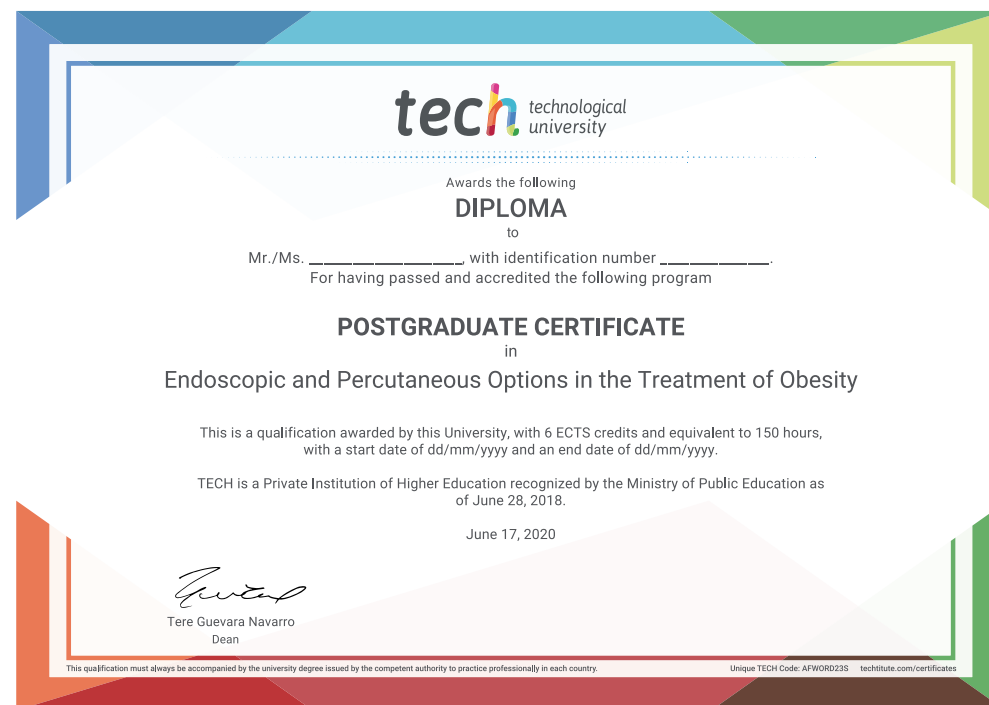 tech technological
university
Awards the following
DIPLOMA
to
Mr./Ms. __________________, with identification number _____________.
For having passed and accredited the following program
POSTGRADUATE CERTIFICATE
in
Endoscopic and Percutaneous Options in the Treatment of Obesity
This is a qualification awarded by this University, with 6 ECTS credits and equivalent to 150 hours,
with a start date of dd/mm/yyyy and an end date of dd/mm/yyyy.
TECH is a Private Institution of Higher Education recognized by the Ministry of Public Education as
of June 28, 2018.
June 17, 2020
Tere Guevara Navarro
Dean
This qualification must always be accompanied by the university degree issued by the competent authority to practice professionally in each country.
Unique TECH Code: AFWORD23S techtitute.com/certificates